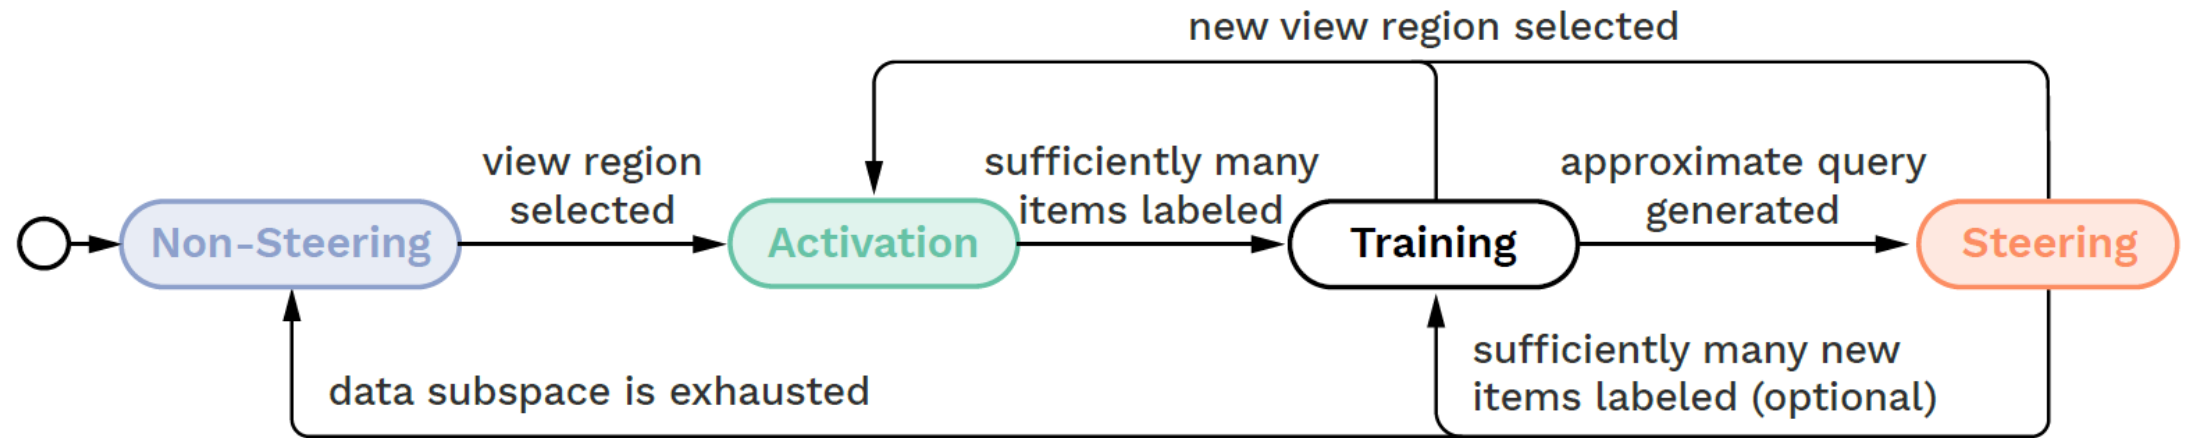 new view region selected
view region
selected
sufficiently many
items labeled
approximate query
generated
Non-Steering
Activation
Training
Steering
data subspace is exhausted
sufficiently many new
items labeled (optional)